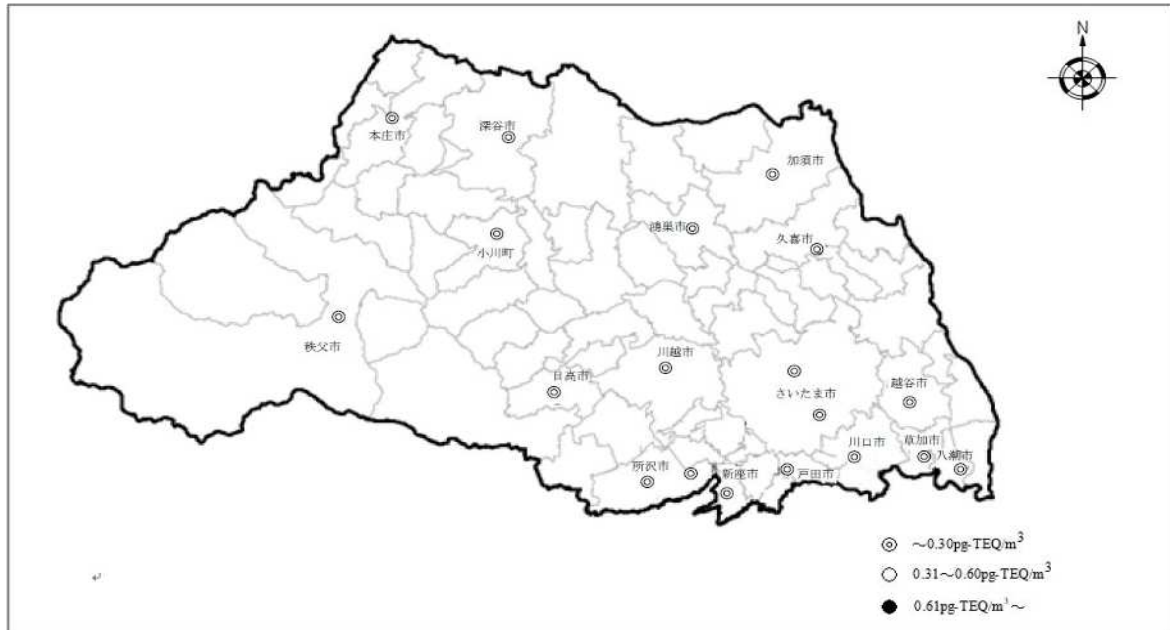 N
本庄市
深谷市
加須市
鴻巣市
久喜市
小川町
秩父市
川越市
日高市
さいたま市
越谷市
川口市
草加市
八潮市
所沢市
新座市
戸田市
◎ ～0.30pg-TEQ/m³
○ 0.31～0.60pg-TEQ/m³
● 0.61pg-TEQ/m³～